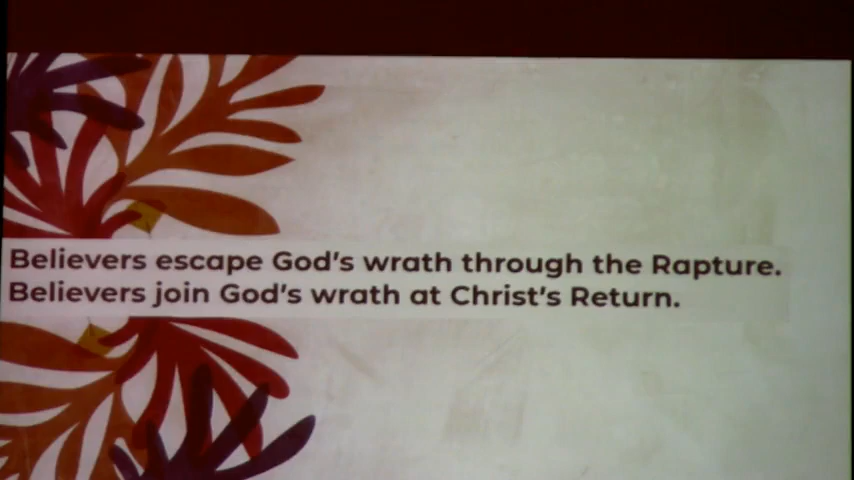 Believers escape God's wrath through the Rapture.
Believers join God's wrath at Christ's Return.